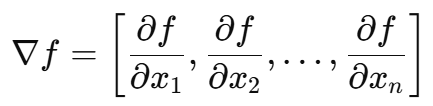 ∇f = [∂f/∂x₁, ∂f/∂x₂, …, ∂f/∂xₙ]